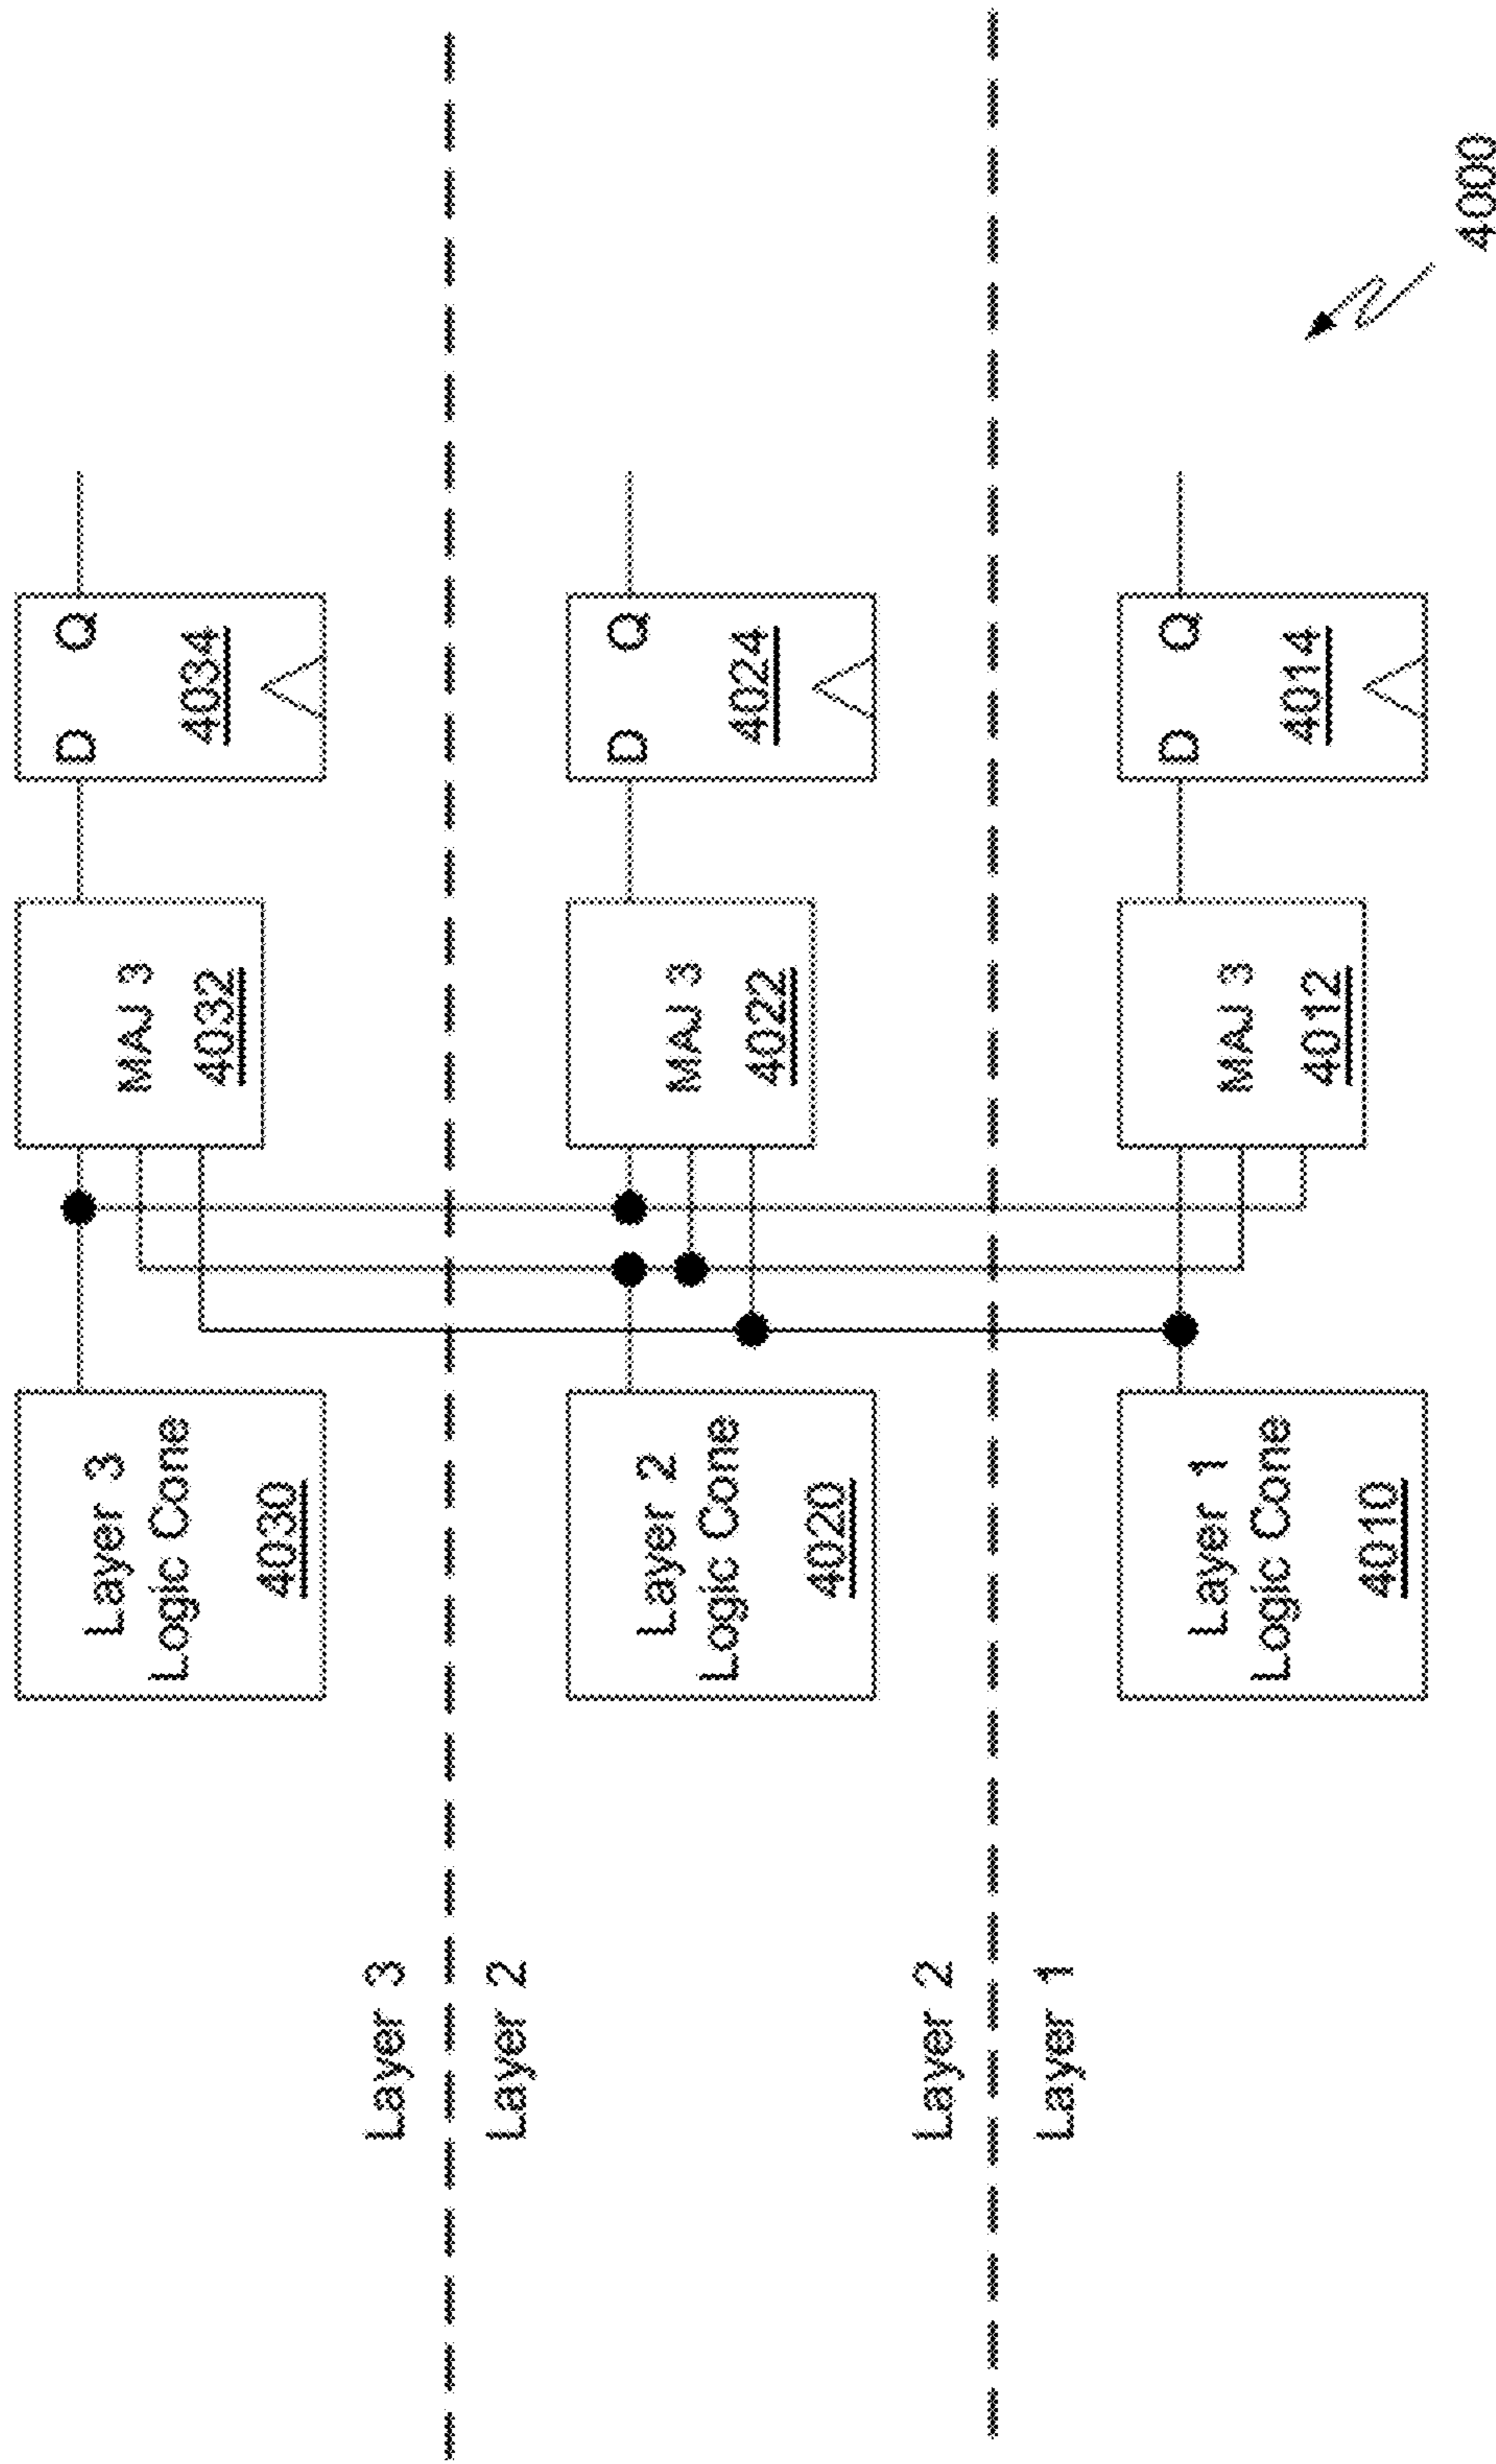 Layer 3
Logic Cone
4030
MAJ 3
4032
D Q
4034
Layer 3
Layer 2
Layer 2
Logic Cone
4020
MAJ 3
4022
D Q
4024
Layer 2
Layer 1
Layer 1
Logic Cone
4010
MAJ 3
4012
D Q
4014
4000